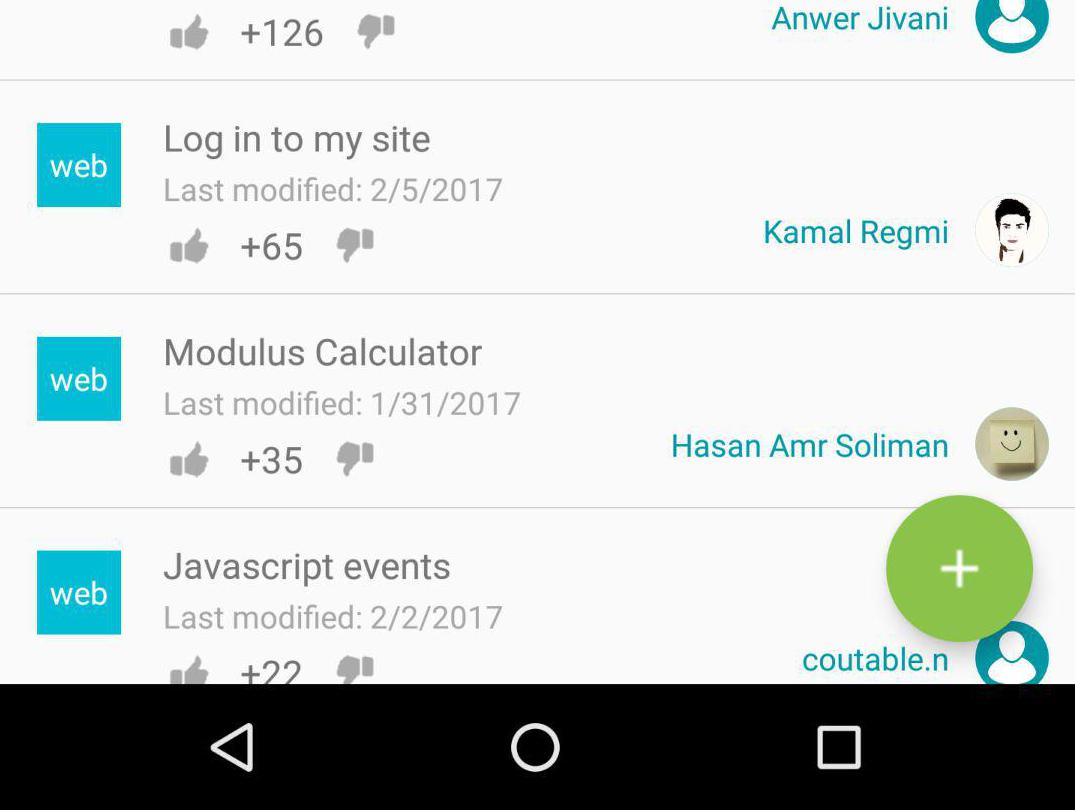 +126
Anwer Jivani
web
Log in to my site
Last modified: 2/5/2017
+65
Kamal Regmi
web
Modulus Calculator
Last modified: 1/31/2017
+35
Hasan Amr Soliman
web
Javascript events
Last modified: 2/2/2017
+22
coutable.n